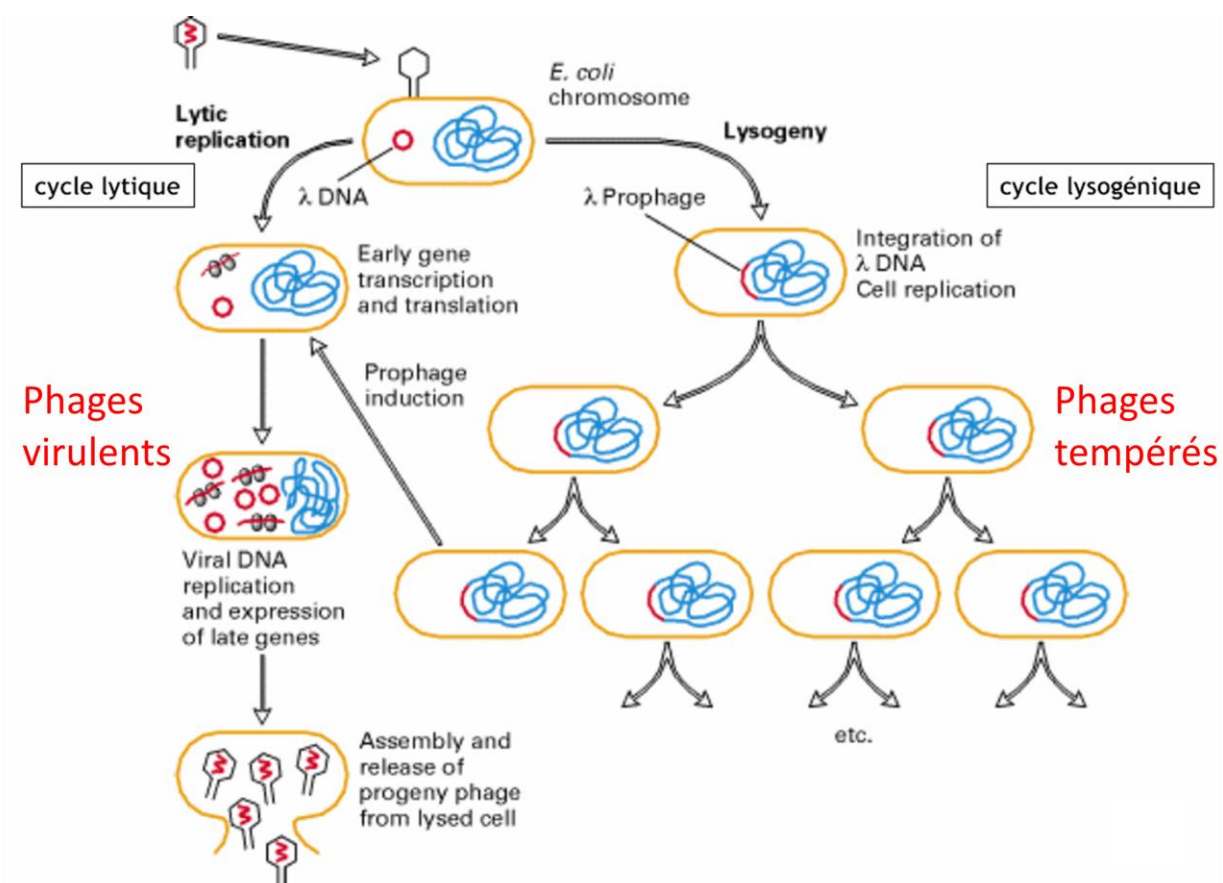 E. coli
chromosome
Lytic
replication
Lysogeny
cycle lytique
λ DNA
λ Prophage
cycle lysogénique
Early gene
transcription
and translation
Integration of
λ DNA
Cell replication
Prophage
induction
Phages
virulents
Phages
tempérés
Viral DNA
replication
and expression
of late genes
etc.
Assembly and
release of
progeny phage
from lysed cell